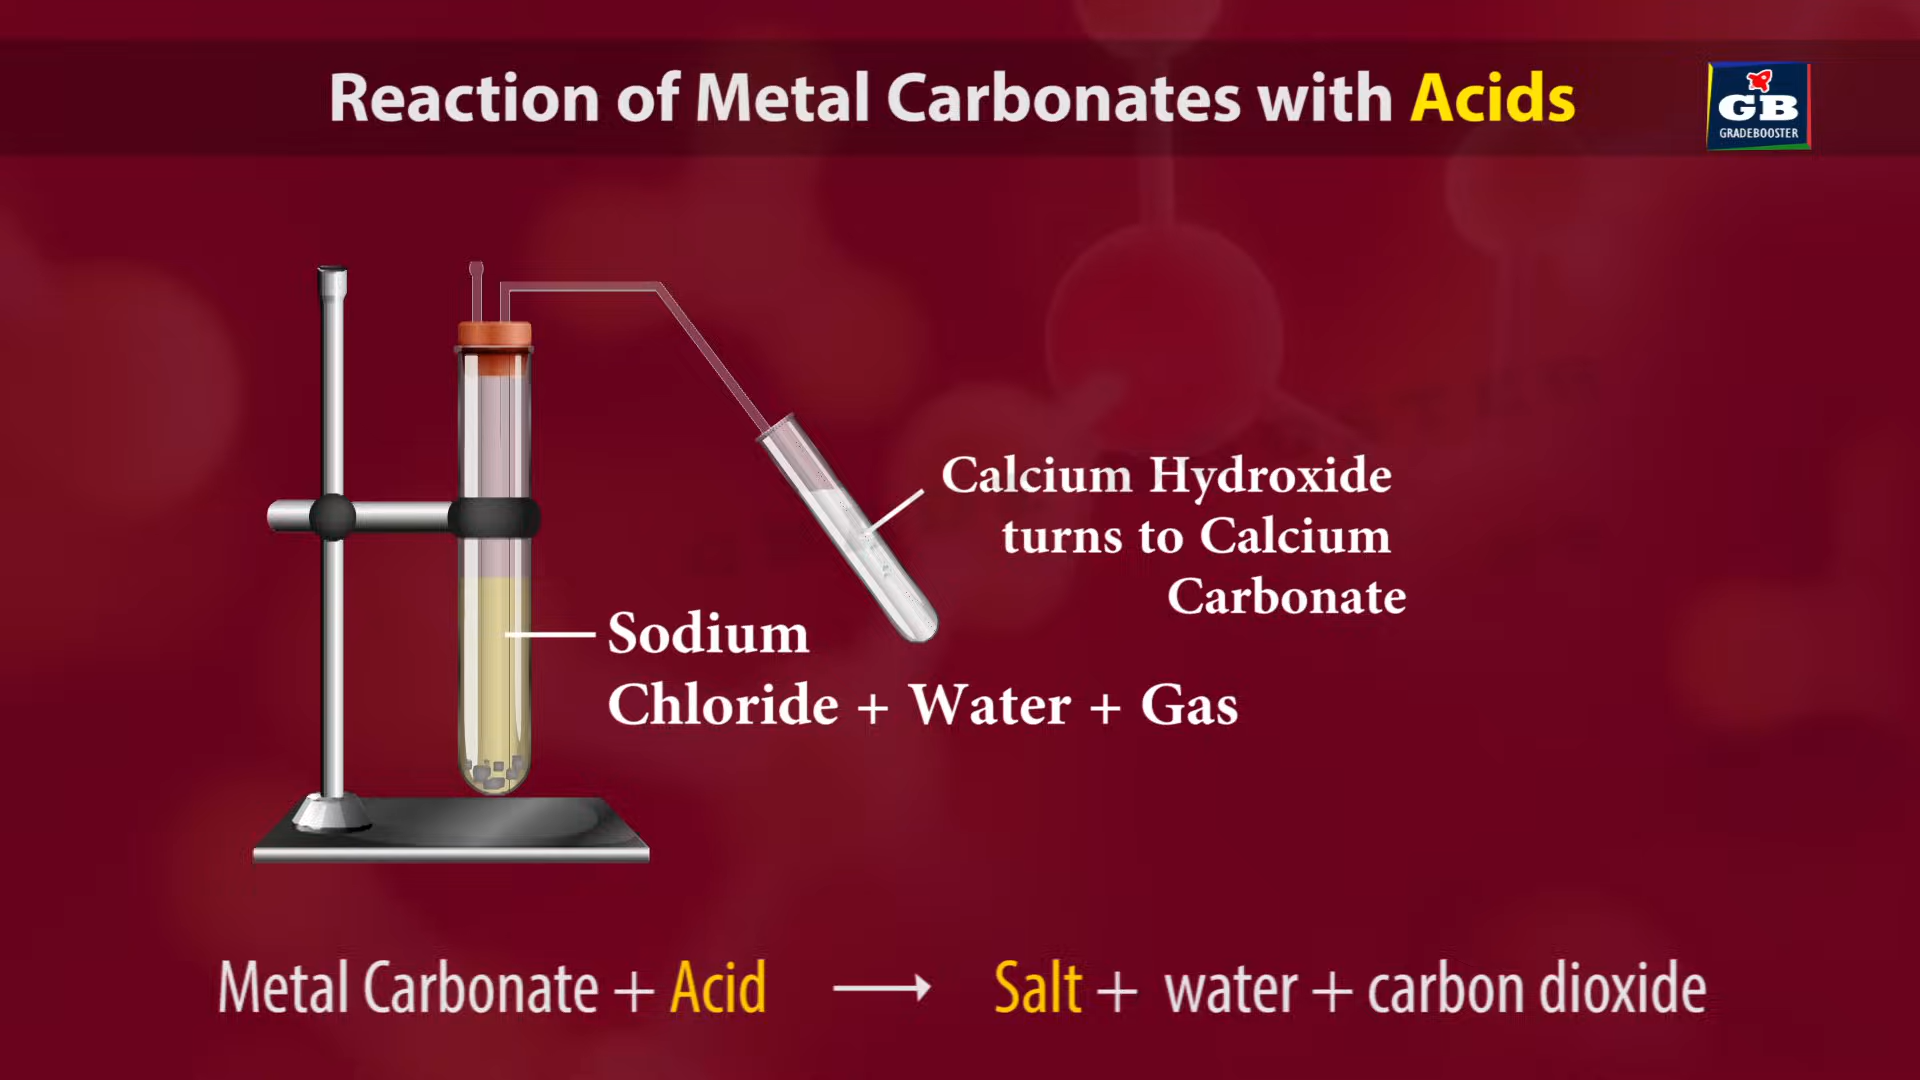 Reaction of Metal Carbonates with Acids
GB
GRADEBOOSTER
Calcium Hydroxide
turns to Calcium
Carbonate
Sodium
Chloride + Water + Gas
Metal Carbonate + Acid ⟶ Salt + water + carbon dioxide